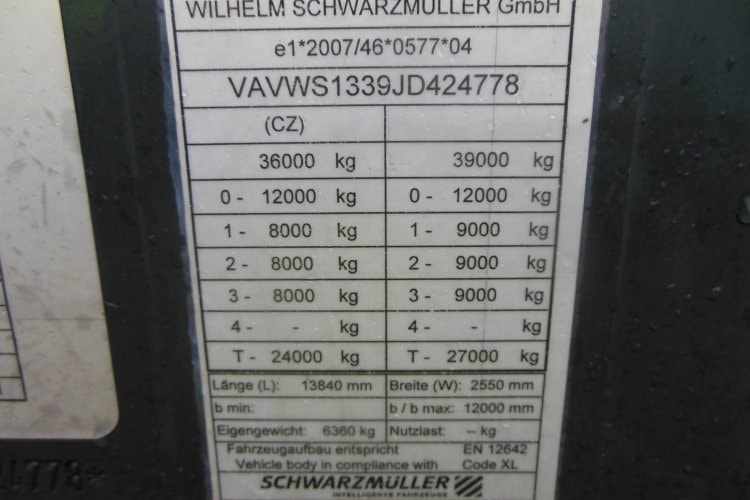 WILHELM SCHWARZMÜLLER GmbH
e1*2007/46*0577*04
VAVWS1339JD424778
(CZ)
36000 kg 39000 kg
0 - 12000 kg 0 - 12000 kg
1 - 8000 kg 1 - 9000 kg
2 - 8000 kg 2 - 9000 kg
3 - 8000 kg 3 - 9000 kg
4 - - kg 4 - - kg
T - 24000 kg T - 27000 kg
Länge (L): 13840 mm Breite (W): 2550 mm
b min: b / b max: 12000 mm
Eigengewicht: 6360 kg Nutzlast: -- kg
Fahrzeugaufbau entspricht EN 12642
Vehicle body in compliance with Code XL
SCHWARZMÜLLER
INTELLIGENTE FAHRZEUGE
4778*